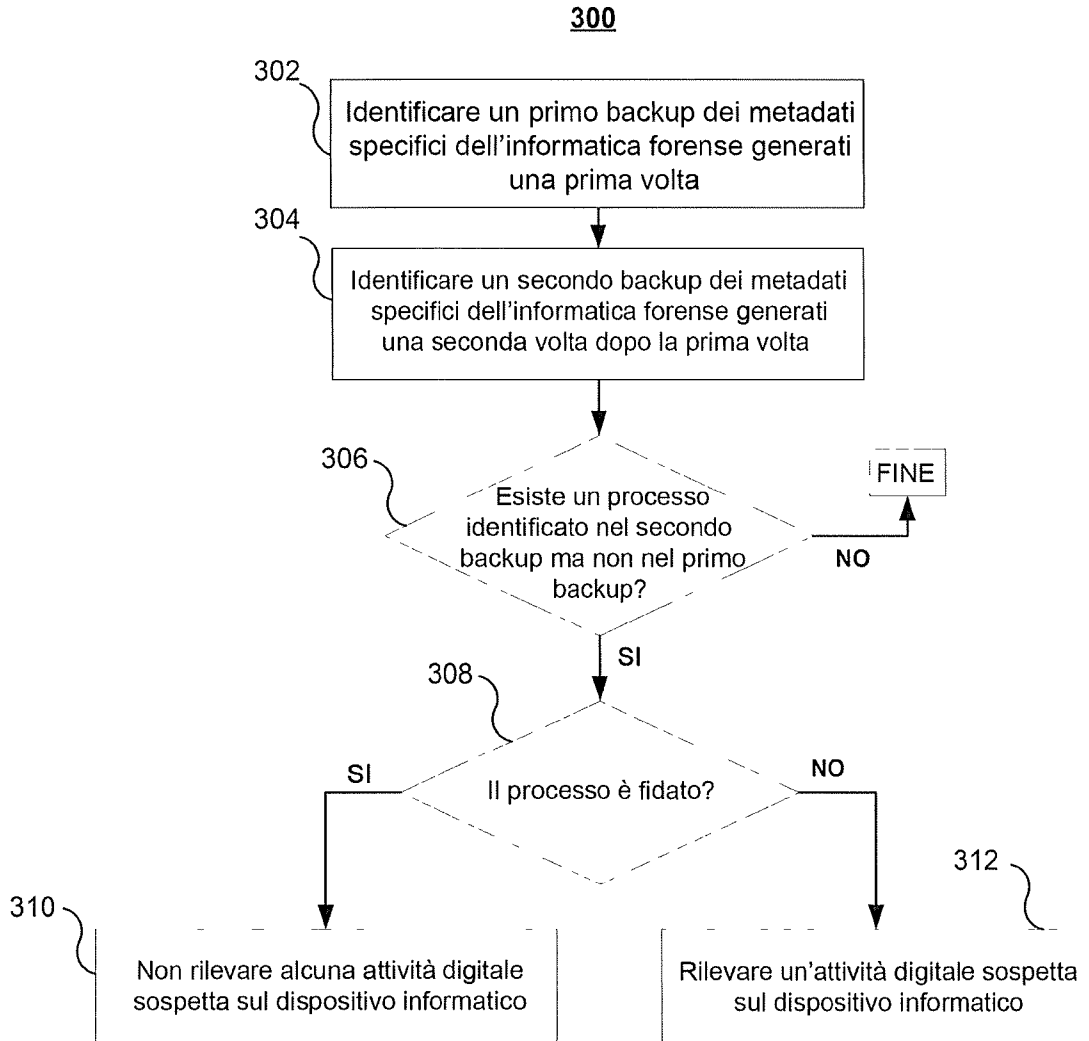 300
302
Identificare un primo backup dei metadati
specifici dell'informatica forense generati
una prima volta
304
Identificare un secondo backup dei metadati
specifici dell'informatica forense generati
una seconda volta dopo la prima volta
306
Esiste un processo
identificato nel secondo
backup ma non nel primo
backup?
FINE
NO
SI
308
Il processo è fidato?
SI
NO
310
Non rilevare alcuna attività digitale
sospetta sul dispositivo informatico
312
Rilevare un'attività digitale sospetta
sul dispositivo informatico